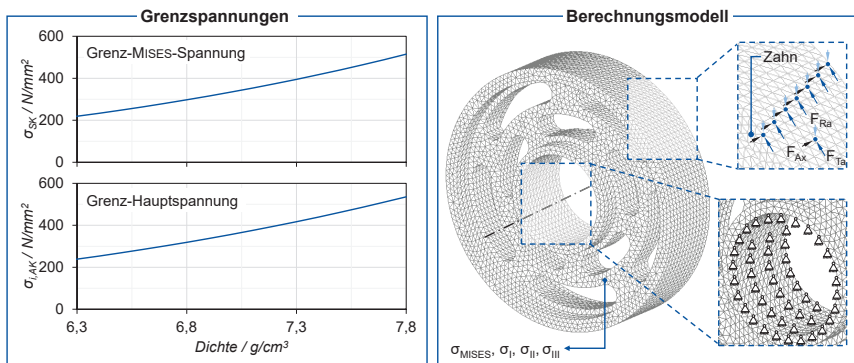 Grenzspannungen
600
400
200
0
Grenz-MISES-Spannung
σSK / N/mm²
600
400
200
0
Grenz-Hauptspannung
σi,AK / N/mm²
6,3 6,8 7,3 7,8
Dichte / g/cm³
Berechnungsmodell
Zahn
FRa
FAx
FTa
σMISES, σI, σII, σIII